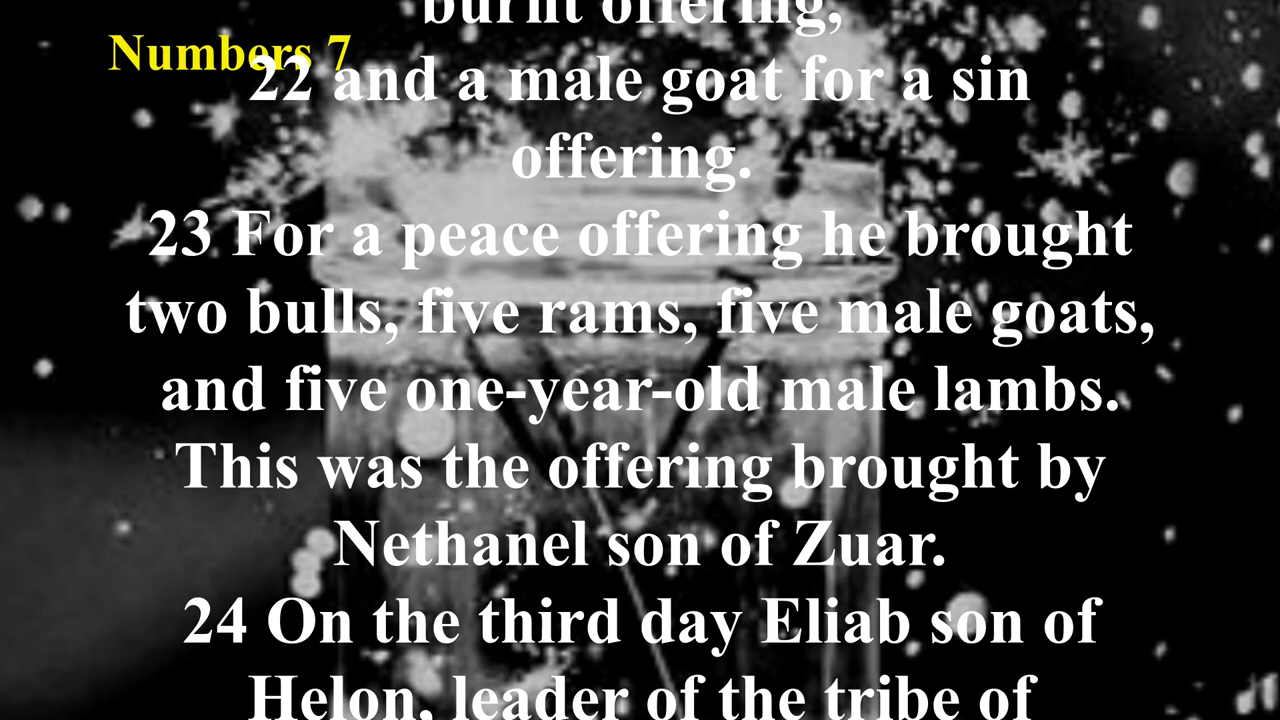 burnt offering,
Numbers 7
22 and a male goat for a sin
offering.
23 For a peace offering he brought
two bulls, five rams, five male goats,
and five one-year-old male lambs.
This was the offering brought by
Nethanel son of Zuar.
24 On the third day Eliab son of
Helon, leader of the tribe of